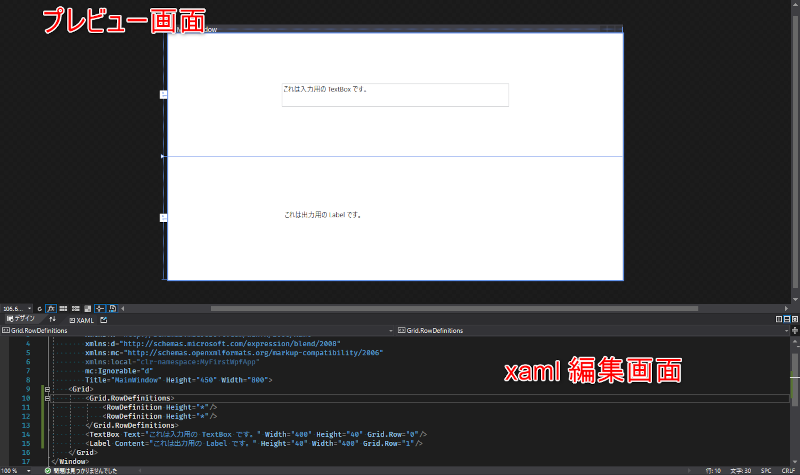 プレビュー画面
これは入力用の TextBox です。
これは出力用の Label です。
106.6...
fx
デザイン
XAML
Grid.RowDefinitions
Grid.RowDefinitions
4 xmlns:d="http://schemas.microsoft.com/expression/blend/2008"
5 xmlns:mc="http://schemas.openxmlformats.org/markup-compatibility/2006"
6 xmlns:local="clr-namespace:MyFirstWpfApp"
7 mc:Ignorable="d"
8 Title="MainWindow" Height="450" Width="800">
9 <Grid>
10 <Grid.RowDefinitions>
11 <RowDefinition Height="*"/>
12 <RowDefinition Height="*"/>
13 </Grid.RowDefinitions>
14 <TextBox Text="これは入力用の TextBox です。" Width="400" Height="40" Grid.Row="0"/>
15 <Label Content="これは出力用の Label です。" Height="40" Width="400" Grid.Row="1"/>
16 </Grid>
17 </Window>
xaml 編集画面
100 %
問題は見つかりませんでした
行: 10
文字: 30
SPC
CRLF